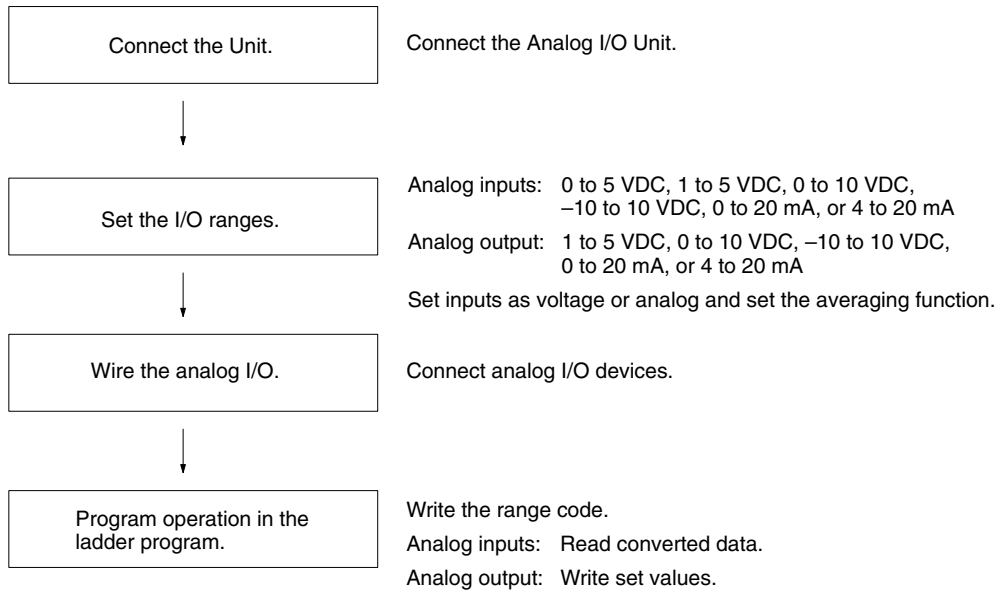 Connect the Unit.
Connect the Analog I/O Unit.
Set the I/O ranges.
Analog inputs: 0 to 5 VDC, 1 to 5 VDC, 0 to 10 VDC,
–10 to 10 VDC, 0 to 20 mA, or 4 to 20 mA
Analog output: 1 to 5 VDC, 0 to 10 VDC, –10 to 10 VDC,
0 to 20 mA, or 4 to 20 mA
Set inputs as voltage or analog and set the averaging function.
Wire the analog I/O.
Connect analog I/O devices.
Program operation in the
ladder program.
Write the range code.
Analog inputs: Read converted data.
Analog output: Write set values.